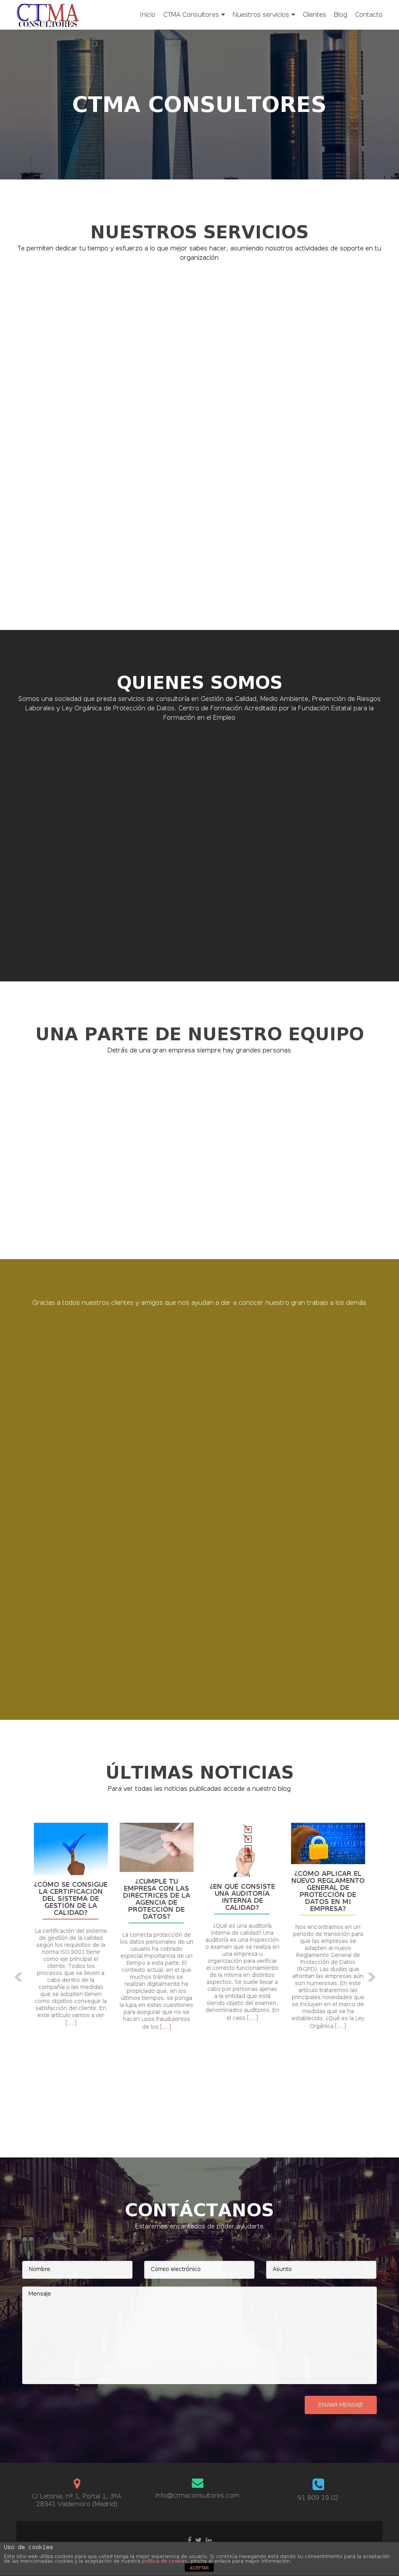 CTMA
CONSULTORES
Inicio CTMA Consultores Nuestros servicios Clientes Blog Contacto
CTMA CONSULTORES
NUESTROS SERVICIOS
Te permiten dedicar tu tiempo y esfuerzo a lo que mejor sabes hacer, asumiendo nosotros actividades de soporte en tu
organización
QUIENES SOMOS
Somos una sociedad que presta servicios de consultoría en Gestión de Calidad, Medio Ambiente, Prevención de Riesgos
Laborales y Ley Orgánica de Protección de Datos. Centro de Formación Acreditado por la Fundación Estatal para la
Formación en el Empleo
UNA PARTE DE NUESTRO EQUIPO
Detrás de una gran empresa siempre hay grandes personas
Gracias a todos nuestros clientes y amigos que nos ayudan a dar a conocer nuestro gran trabajo a los demás
ÚLTIMAS NOTICIAS
Para ver todas las noticias publicadas accede a nuestro blog
¿CÓMO SE CONSIGUE
LA CERTIFICACIÓN
DEL SISTEMA DE
GESTIÓN DE LA
CALIDAD?
La certificación del sistema
de gestión de la calidad
según los requisitos de la
norma ISO 9001 tiene
como eje principal el
cliente. Todos los
procesos que se lleven a
cabo dentro de la
compañía o las medidas
que se adopten tienen
como objetivo conseguir la
satisfacción del cliente. En
este artículo vamos a ver
[...]
¿CUMPLE TU
EMPRESA CON LAS
DIRECTRICES DE LA
AGENCIA DE
PROTECCIÓN DE
DATOS?
La correcta protección de
los datos personales de un
usuario ha cobrado
especial importancia de un
tiempo a esta parte. El
contexto actual, en el que
muchos trámites se
realizan digitalmente ha
propiciado que, en los
últimos tiempos, se ponga
la lupa en estas cuestiones
para asegurar que no se
hacen usos fraudulentos
de los [...]
¿EN QUÉ CONSISTE
UNA AUDITORÍA
INTERNA DE
CALIDAD?
¿Qué es una auditoría
interna de calidad? Una
auditoría es una inspección
o examen que se realiza en
una empresa u
organización para verificar
el correcto funcionamiento
de la misma en distintos
aspectos. Se suele llevar a
cabo por personas ajenas
a la entidad que está
siendo objeto del examen,
denominados auditores. En
el caso [...]
¿CÓMO APLICAR EL
NUEVO REGLAMENTO
GENERAL DE
PROTECCIÓN DE
DATOS EN MI
EMPRESA?
Nos encontramos en un
periodo de transición para
que las empresas se
adapten al nuevo
Reglamento General de
Protección de Datos
(RGPD). Las dudas que
afrontan las empresas aún
son numerosas. En este
artículo trataremos las
principales novedades que
se incluyen en el marco de
medidas que se ha
establecido. ¿Qué es la Ley
Orgánica [...]
CONTÁCTANOS
Estaremos encantados de poder ayudarte
Nombre Correo electrónico Asunto
Mensaje
ENVIAR MENSAJE
C/ Letonia, nº 1, Portal 1, 3ºA
28341 Valdemoro (Madrid)
info@ctmaconsultores.com
91 809 19 02
Uso de cookies
Este sitio web utiliza cookies para que usted tenga la mejor experiencia de usuario. Si continúa navegando está dando su consentimiento para la aceptación
de las mencionadas cookies y la aceptación de nuestra política de cookies, pinche el enlace para mayor información.
ACEPTAR